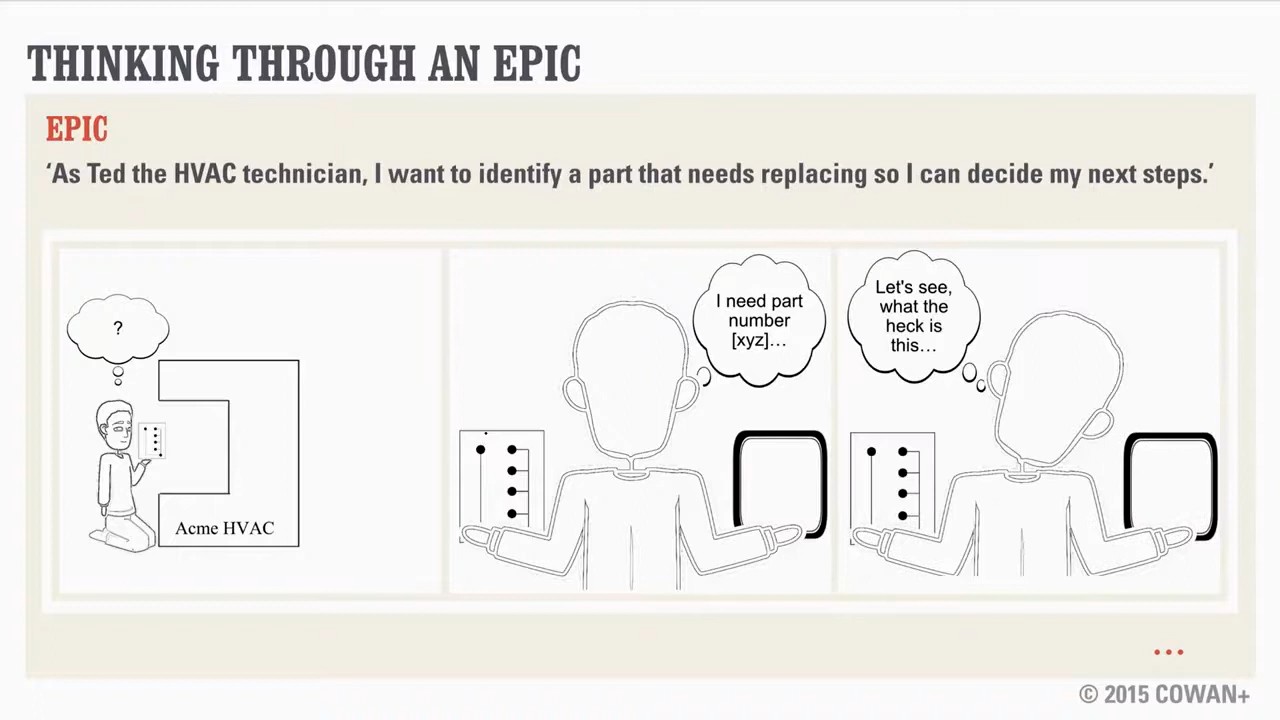 THINKING THROUGH AN EPIC
EPIC
‘As Ted the HVAC technician, I want to identify a part that needs replacing so I can decide my next steps.’
?
Acme HVAC
I need part
number
[xyz]...
Let's see,
what the
heck is
this...
...
© 2015 COWAN+